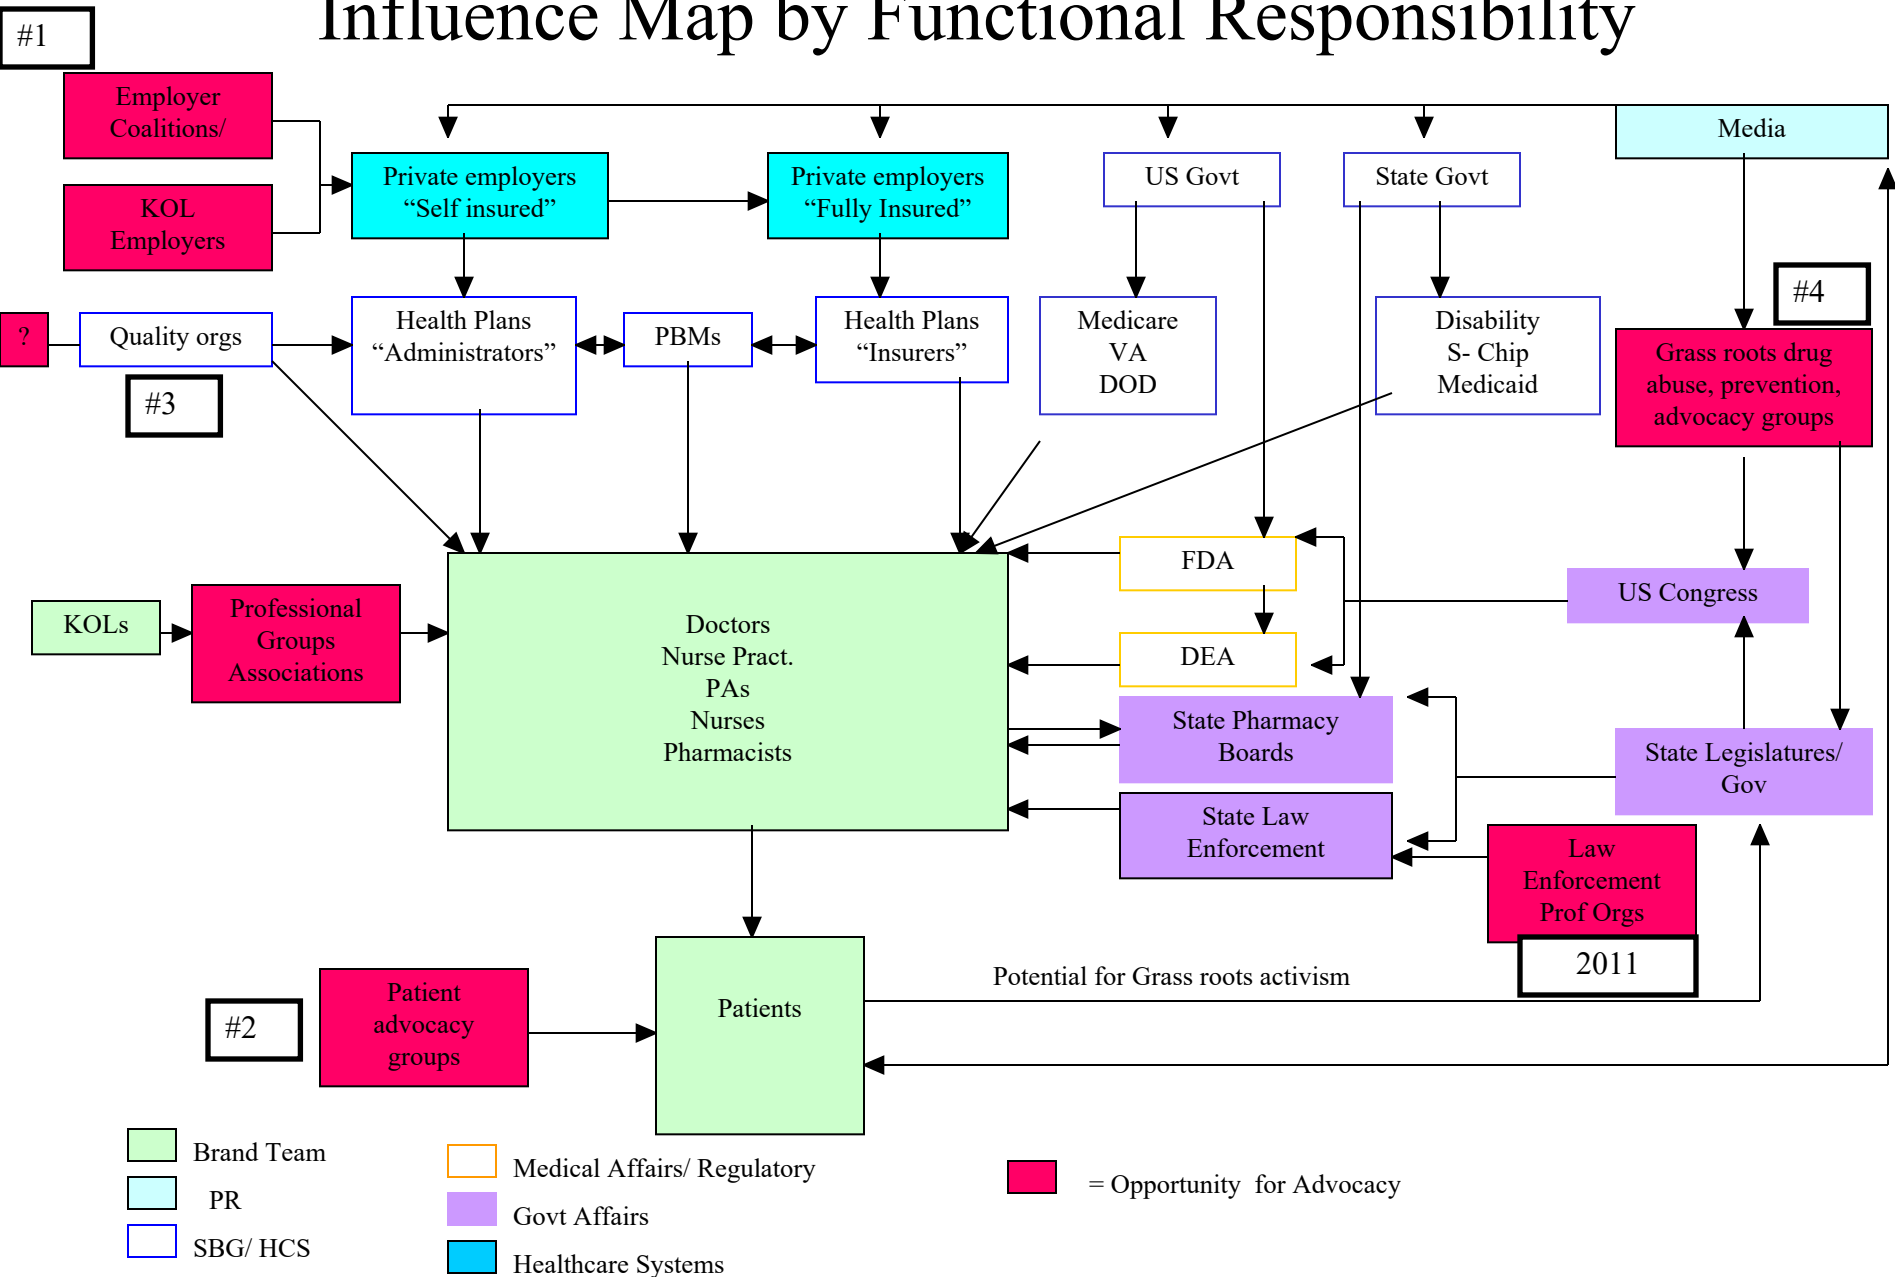 Influence Map by Functional Responsibility
#1
Employer
Coalitions/
KOL
Employers
Private employers
“Self insured”
Private employers
“Fully Insured”
US Govt
State Govt
Media
?
Quality orgs
#3
Health Plans
“Administrators”
PBMs
Health Plans
“Insurers”
Medicare
VA
DOD
Disability
S- Chip
Medicaid
#4
Grass roots drug
abuse, prevention,
advocacy groups
KOLs
Professional
Groups
Associations
Doctors
Nurse Pract.
PAs
Nurses
Pharmacists
FDA
DEA
US Congress
State Pharmacy
Boards
State Legislatures/
Gov
State Law
Enforcement
Law
Enforcement
Prof Orgs
2011
#2
Patient
advocacy
groups
Patients
Potential for Grass roots activism
Brand Team
PR
SBG/ HCS
Medical Affairs/ Regulatory
Govt Affairs
Healthcare Systems
= Opportunity  for Advocacy